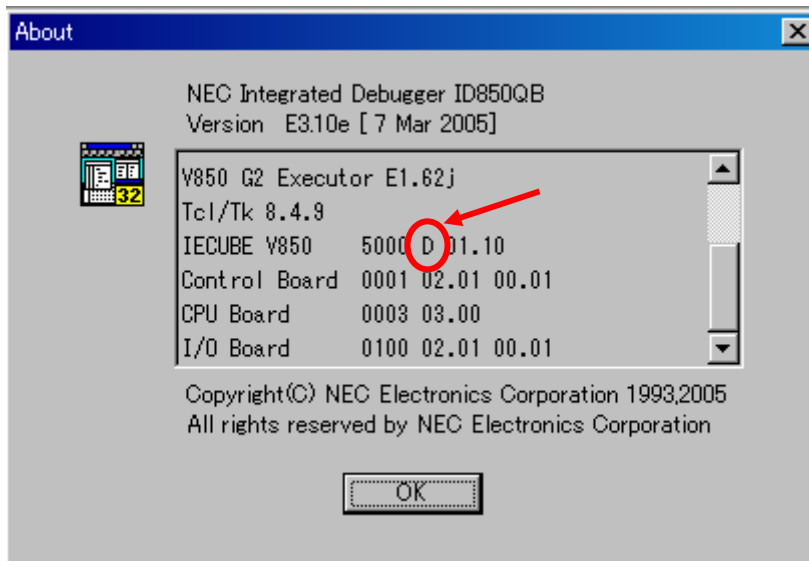 About
NEC Integrated Debugger ID850QB
Version E3.10e [ 7 Mar 2005]
32
V850 G2 Executor E1.62j
Tcl/Tk 8.4.9
IECUBE V850 5000 D 01.10
Control Board 0001 02.01 00.01
CPU Board 0003 03.00
I/O Board 0100 02.01 00.01
Copyright(C) NEC Electronics Corporation 1993,2005
All rights reserved by NEC Electronics Corporation
OK